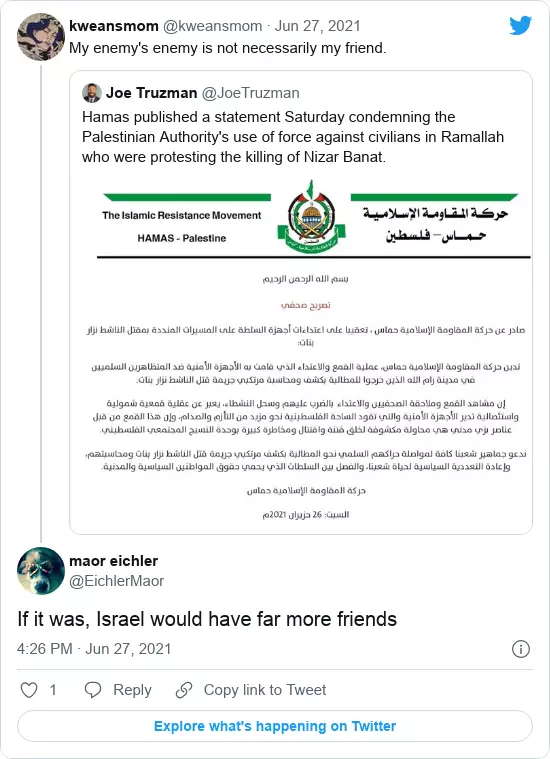 kweansmom @kweansmom · Jun 27, 2021
My enemy's enemy is not necessarily my friend.
Joe Truzman @JoeTruzman
Hamas published a statement Saturday condemning the
Palestinian Authority's use of force against civilians in Ramallah
who were protesting the killing of Nizar Banat.
The Islamic Resistance Movement
HAMAS - Palestine
حركة المقاومة الإسلامية
حمـاس – فلسطين
بسم الله الرحمن الرحيم
تصريح صحفي
صادر عن حركة المقاومة الإسلامية حماس، تعقيبا على اعتداءات أجهزة السلطة على المسيرات المنددة بمقتل الناشط نزار
بنات:
تدين حركة المقاومة الإسلامية حماس، عملية القمع والاعتداء الذي قامت به الأجهزة الأمنية ضد المتظاهرين السلميين
في مدينة رام الله الذين خرجوا للمطالبة بكشف ومحاسبة مرتكبي جريمة قتل الناشط نزار بنات.
إن مشاهد القمع وملاحقة الصحفيين والاعتداء بالضرب عليهم وسحل النشطاء، يعبر عن عقلية قمعية شمولية
واستئصالية تدير الأجهزة الأمنية والتي تقود الساحة الفلسطينية نحو مزيد من التأزم والصدام، وإن هذا القمع من قبل
عناصر بزي مدني هي محاولة مكشوفة لخلق فتنة واقتتال ومخاطرة كبيرة بوحدة النسيج المجتمعي الفلسطيني.
ندعو جماهير شعبنا كافة لمواصلة حراكهم السلمي نحو المطالبة بكشف مرتكبي جريمة قتل الناشط نزار بنات ومحاسبتهم،
وإعادة التعددية السياسية لحياة شعبنا، والفصل بين السلطات الذي يحمي حقوق المواطنين السياسية والمدنية.
حركة المقاومة الإسلامية حماس
السبت: 26 حزيران 2021م
maor eichler
@EichlerMaor
If it was, Israel would have far more friends
4:26 PM · Jun 27, 2021
1 Reply Copy link to Tweet
Explore what's happening on Twitter